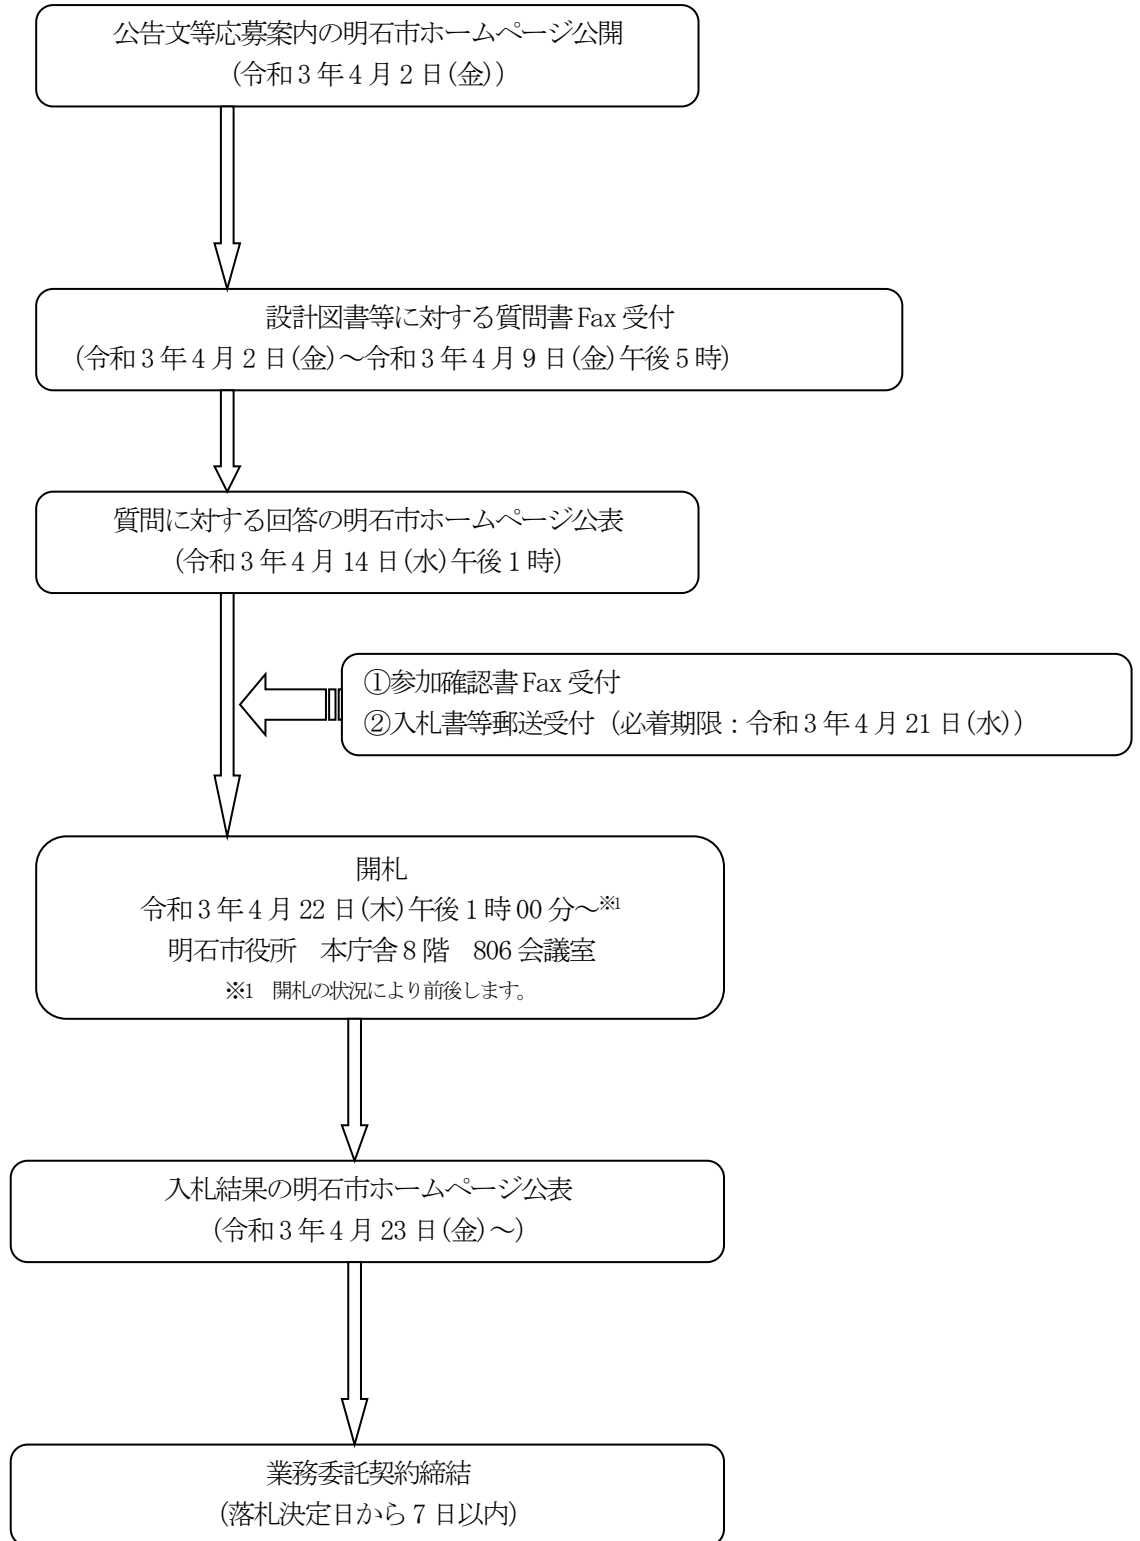 公告文等応募案内の明石市ホームページ公開
(令和3年4月2日(金))
設計図書等に対する質問書Fax受付
(令和3年4月2日(金)～令和3年4月9日(金)午後5時)
質問に対する回答の明石市ホームページ公表
(令和3年4月14日(水)午後1時)
①参加確認書Fax受付
②入札書等郵送受付（必着期限：令和3年4月21日(水)）
開札
令和3年4月22日(木)午後1時00分～※1
明石市役所　本庁舎8階　806会議室
※1　開札の状況により前後します。
入札結果の明石市ホームページ公表
(令和3年4月23日(金)～)
業務委託契約締結
(落札決定日から7日以内)